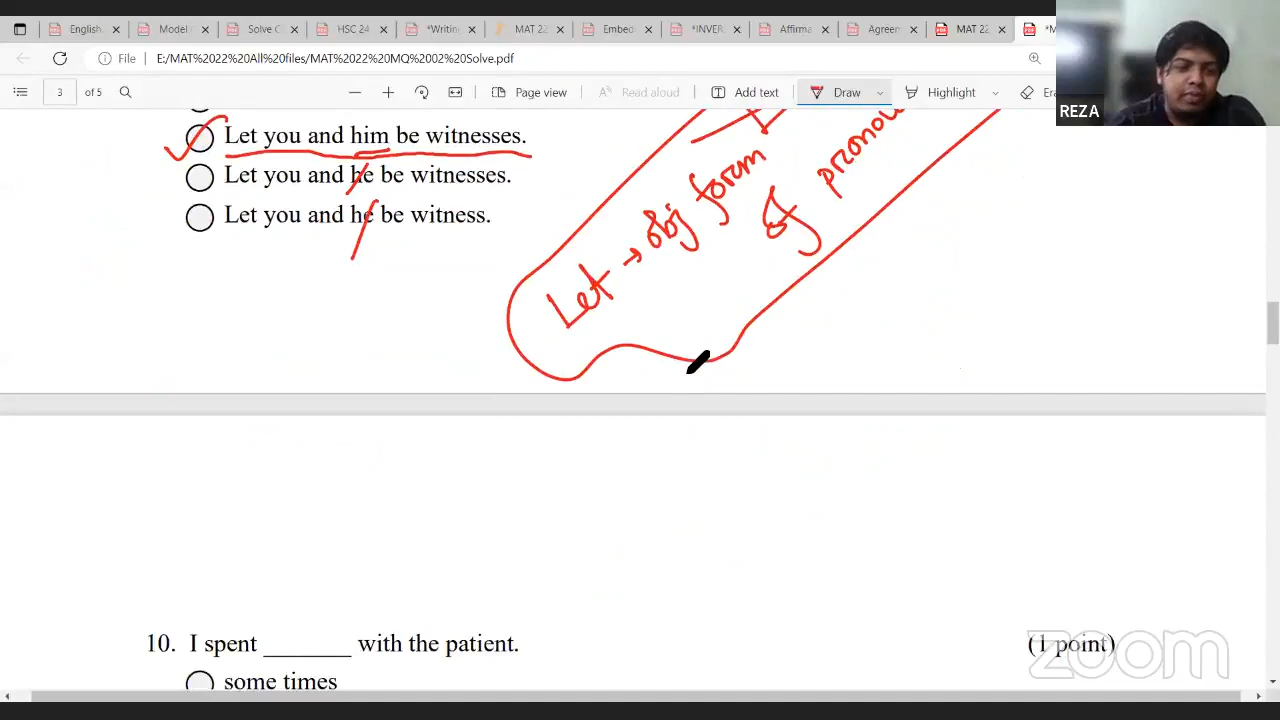 English
Model
Solve C
HSC 24
*Writing
MAT 22
Embed
*INVER
Affirma
Agreen
MAT 22
File
E:/MAT%2022%20All%20files/MAT%2022%20MQ%2002%20Solve.pdf
3 of 5
Page view
Read aloud
Draw
Add text
Highlight
REZA
Let you and him be witnesses.
Let you and he be witnesses.
Let you and he be witness.
Let → obj form
of pronou
10. I spent _______ with the patient. (1 point)
some times
zoom